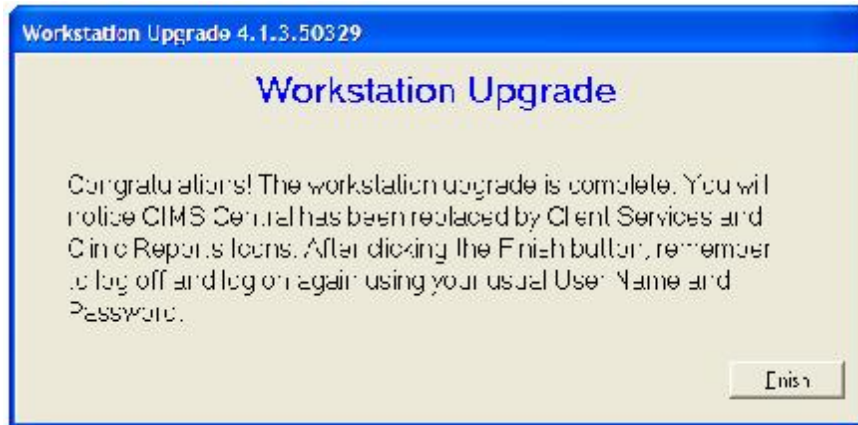 Workstation Upgrade 4.1.3.50329
Workstation Upgrade
Congratulations! The workstation upgrade is complete. You will
notice CIMS Central has been replaced by Client Services and
Clinic Reports Icons. After clicking the Finish button, remember
to log off and log on again using your usual User Name and
Password.
Finish